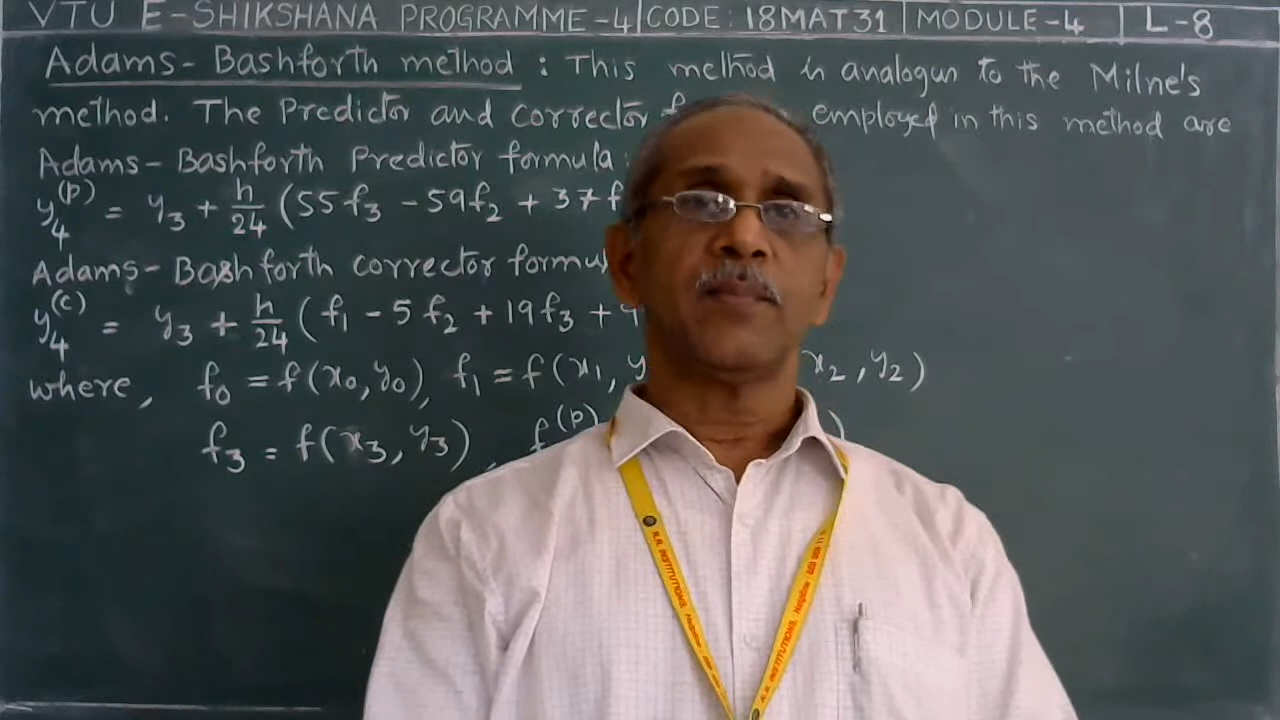 VTU E-SHIKSHANA PROGRAMME-4 | CODE: 18MAT31 | MODULE-4 | L-8
Adams-Bashforth method : This method is analogus to the Milne's
method. The Predictor and corrector f employed in this method are
Adams-Bashforth Predictor formula:
y₄⁽ᵖ⁾ = y₃ + h/24 (55f₃ - 59f₂ + 37f
Adams-Bashforth corrector formu
y₄⁽ᶜ⁾ = y₃ + h/24 (f₁ - 5f₂ + 19f₃ + 9
where, f₀ = f(x₀,y₀), f₁ = f(x₁, y x₂, y₂)
f₃ = f(x₃, y₃), f⁽ᵖ⁾ )
K.R. INSTITUTIONS,